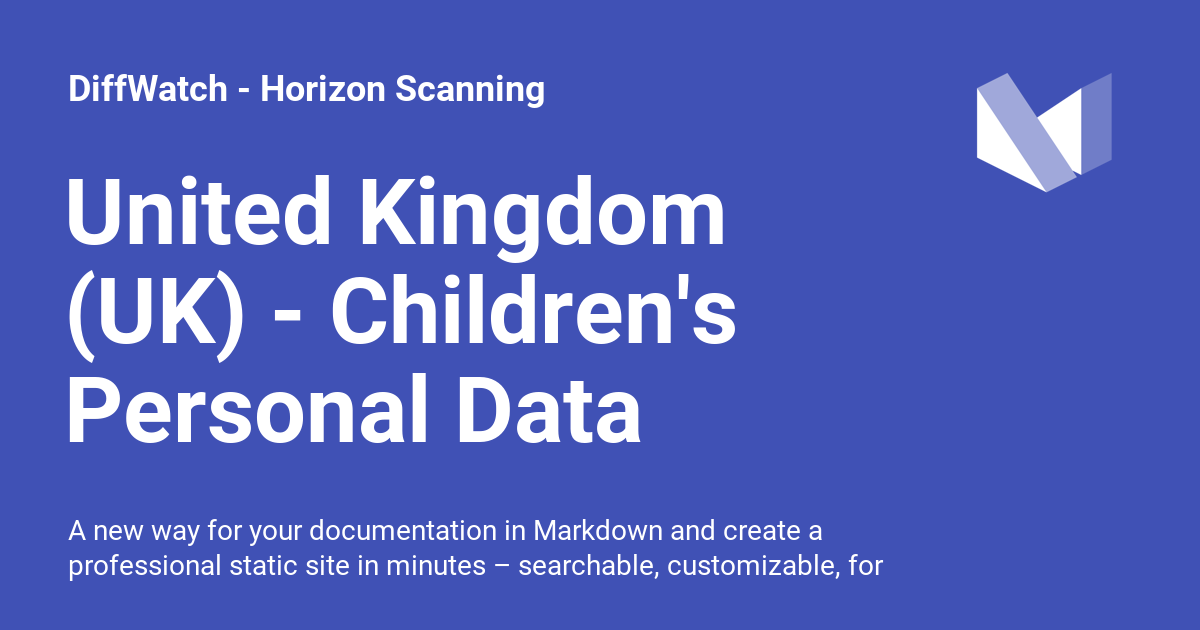 DiffWatch - Horizon Scanning
United Kingdom
(UK) - Children's
Personal Data
A new way for your documentation in Markdown and create a
professional static site in minutes – searchable, customizable, for